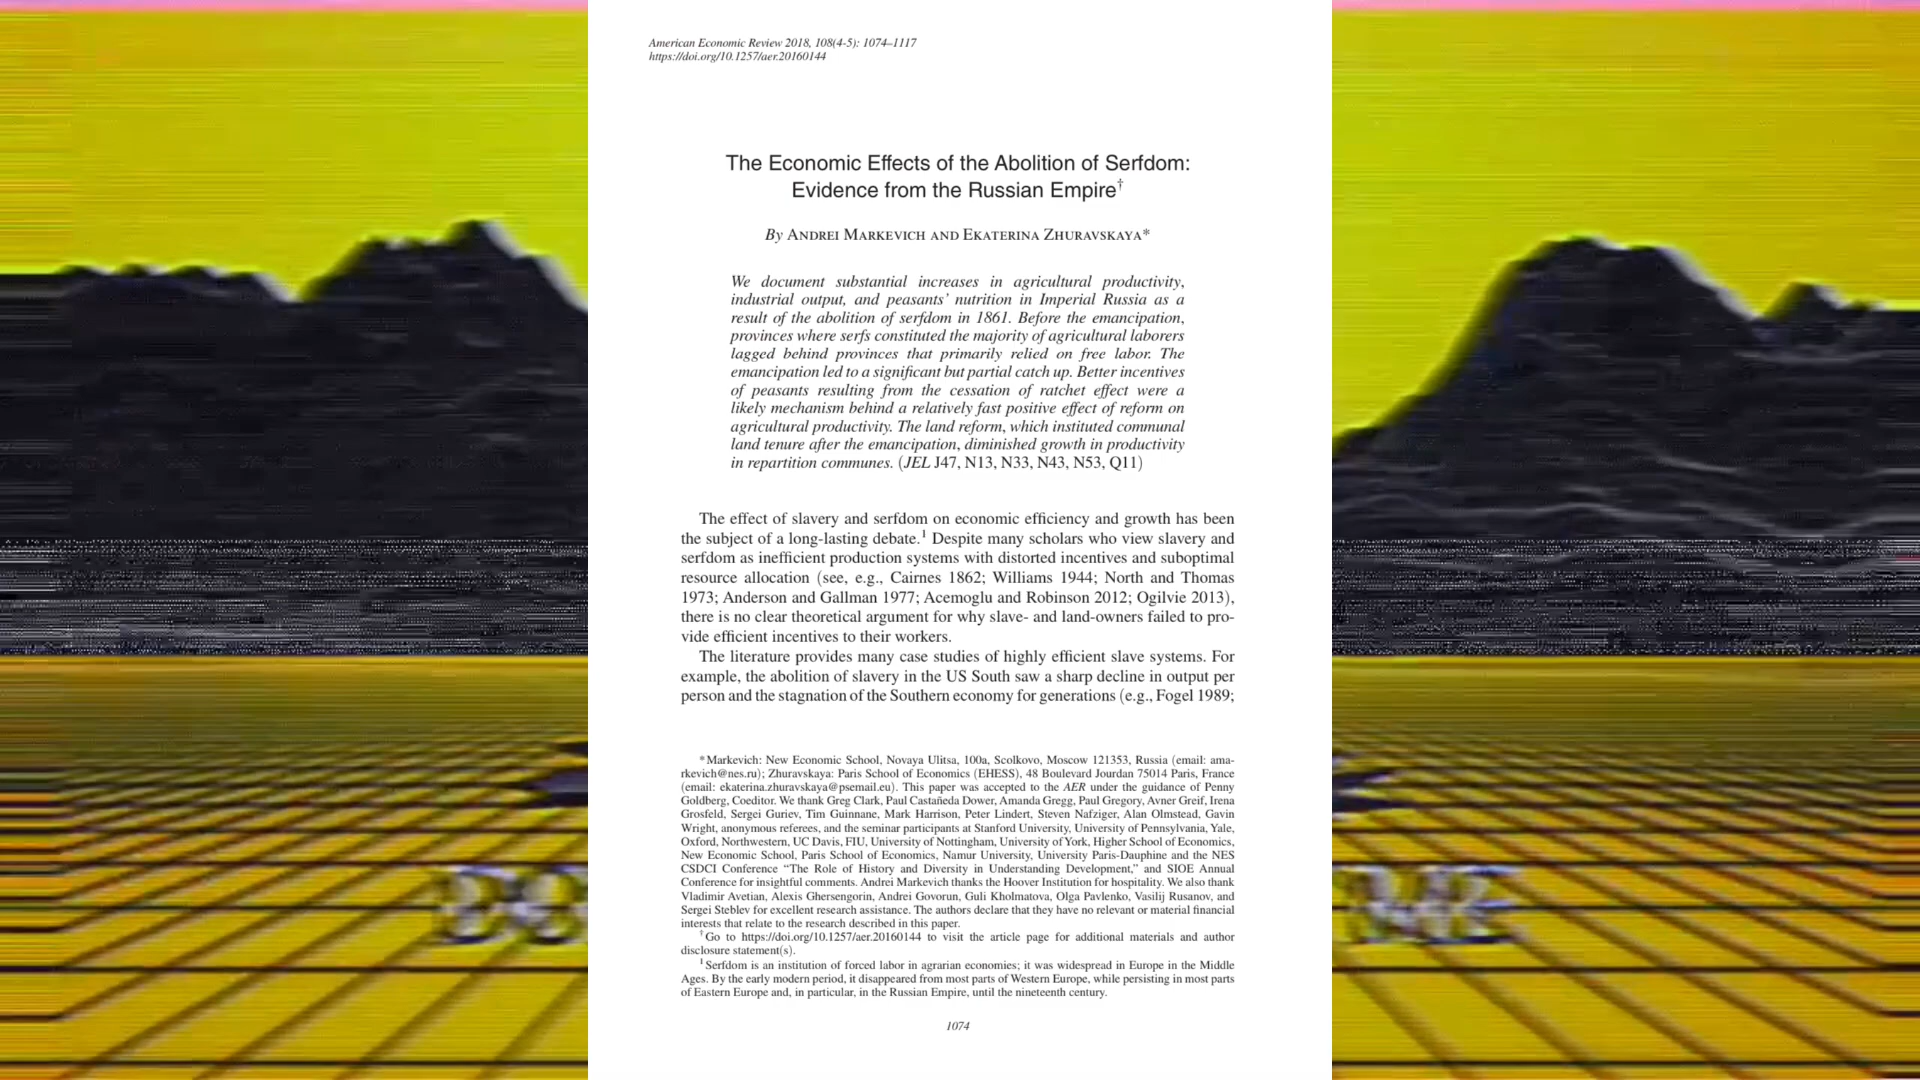 American Economic Review 2018, 108(4-5): 1074–1117
https://doi.org/10.1257/aer.20160144
The Economic Effects of the Abolition of Serfdom:
Evidence from the Russian Empire†
By Andrei Markevich and Ekaterina Zhuravskaya*
We document substantial increases in agricultural productivity,
industrial output, and peasants’ nutrition in Imperial Russia as a
result of the abolition of serfdom in 1861. Before the emancipation,
provinces where serfs constituted the majority of agricultural laborers
lagged behind provinces that primarily relied on free labor. The
emancipation led to a significant but partial catch up. Better incentives
of peasants resulting from the cessation of ratchet effect were a
likely mechanism behind a relatively fast positive effect of reform on
agricultural productivity. The land reform, which instituted communal
land tenure after the emancipation, diminished growth in productivity
in repartition communes. (JEL J47, N13, N33, N43, N53, Q11)
The effect of slavery and serfdom on economic efficiency and growth has been
the subject of a long-lasting debate.1 Despite many scholars who view slavery and
serfdom as inefficient production systems with distorted incentives and suboptimal
resource allocation (see, e.g., Cairnes 1862; Williams 1944; North and Thomas
1973; Anderson and Gallman 1977; Acemoglu and Robinson 2012; Ogilvie 2013),
there is no clear theoretical argument for why slave- and land-owners failed to pro-
vide efficient incentives to their workers.
The literature provides many case studies of highly efficient slave systems. For
example, the abolition of slavery in the US South saw a sharp decline in output per
person and the stagnation of the Southern economy for generations (e.g., Fogel 1989;
* Markevich: New Economic School, Novaya Ulitsa, 100a, Scolkovo, Moscow 121353, Russia (email: ama-
rkevich@nes.ru); Zhuravskaya: Paris School of Economics (EHESS), 48 Boulevard Jourdan 75014 Paris, France
(email: ekaterina.zhuravskaya@psemail.eu). This paper was accepted to the AER under the guidance of Penny
Goldberg, Coeditor. We thank Greg Clark, Paul Castañeda Dower, Amanda Gregg, Paul Gregory, Avner Greif, Irena
Grosfeld, Sergei Guriev, Tim Guinnane, Mark Harrison, Peter Lindert, Steven Nafziger, Alan Olmstead, Gavin
Wright, anonymous referees, and the seminar participants at Stanford University, University of Pennsylvania, Yale,
Oxford, Northwestern, UC Davis, FIU, University of Nottingham, University of York, Higher School of Economics,
New Economic School, Paris School of Economics, Namur University, University Paris-Dauphine and the NES
CSDCI Conference “The Role of History and Diversity in Understanding Development,” and SIOE Annual
Conference for insightful comments. Andrei Markevich thanks the Hoover Institution for hospitality. We also thank
Vladimir Avetian, Alexis Ghersengorin, Andrei Govorun, Guli Kholmatova, Olga Pavlenko, Vasilij Rusanov, and
Sergei Steblev for excellent research assistance. The authors declare that they have no relevant or material financial
interests that relate to the research described in this paper.
† Go to https://doi.org/10.1257/aer.20160144 to visit the article page for additional materials and author
disclosure statement(s).
1 Serfdom is an institution of forced labor in agrarian economies; it was widespread in Europe in the Middle
Ages. By the early modern period, it disappeared from most parts of Western Europe, while persisting in most parts
of Eastern Europe and, in particular, in the Russian Empire, until the nineteenth century.
1074